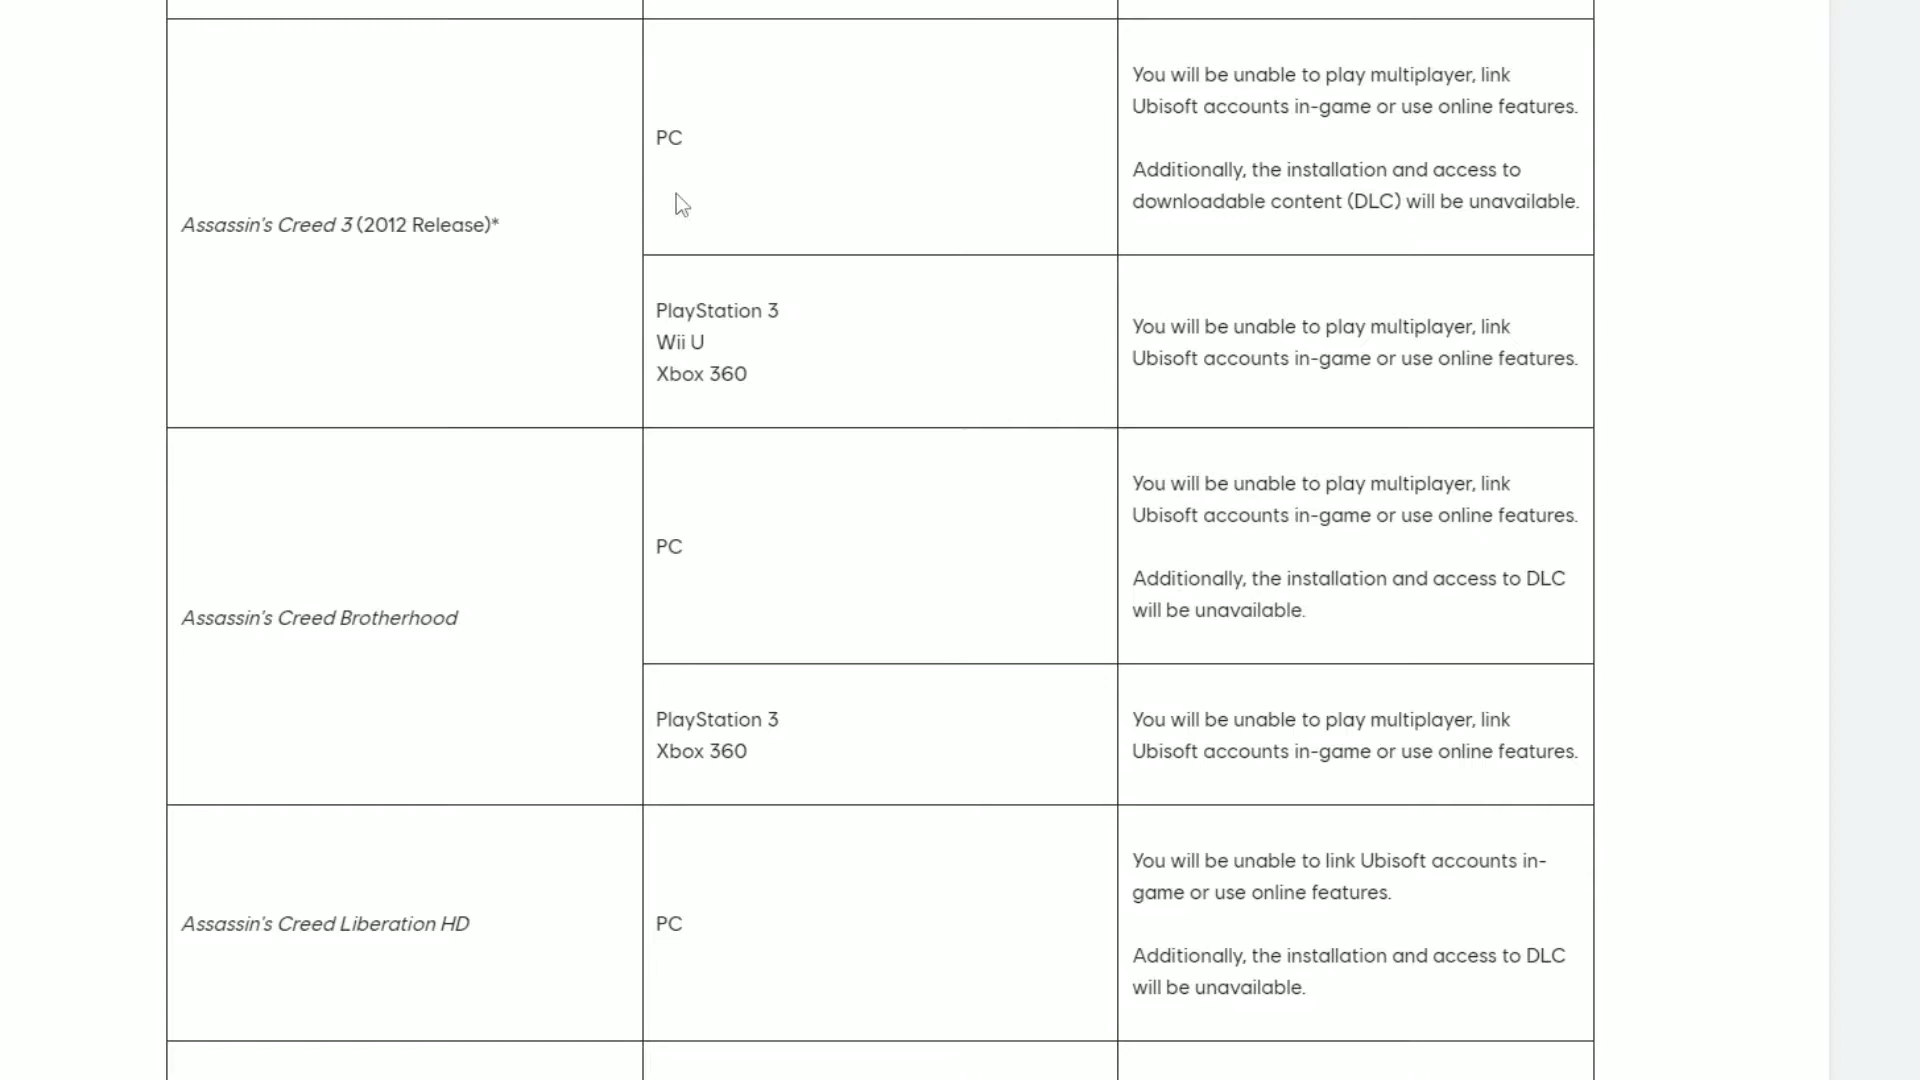 Assassin's Creed 3 (2012 Release)*
PC
You will be unable to play multiplayer, link
Ubisoft accounts in-game or use online features.
Additionally, the installation and access to
downloadable content (DLC) will be unavailable.
PlayStation 3
Wii U
Xbox 360
You will be unable to play multiplayer, link
Ubisoft accounts in-game or use online features.
Assassin's Creed Brotherhood
PC
You will be unable to play multiplayer, link
Ubisoft accounts in-game or use online features.
Additionally, the installation and access to DLC
will be unavailable.
PlayStation 3
Xbox 360
You will be unable to play multiplayer, link
Ubisoft accounts in-game or use online features.
Assassin's Creed Liberation HD
PC
You will be unable to link Ubisoft accounts in-
game or use online features.
Additionally, the installation and access to DLC
will be unavailable.